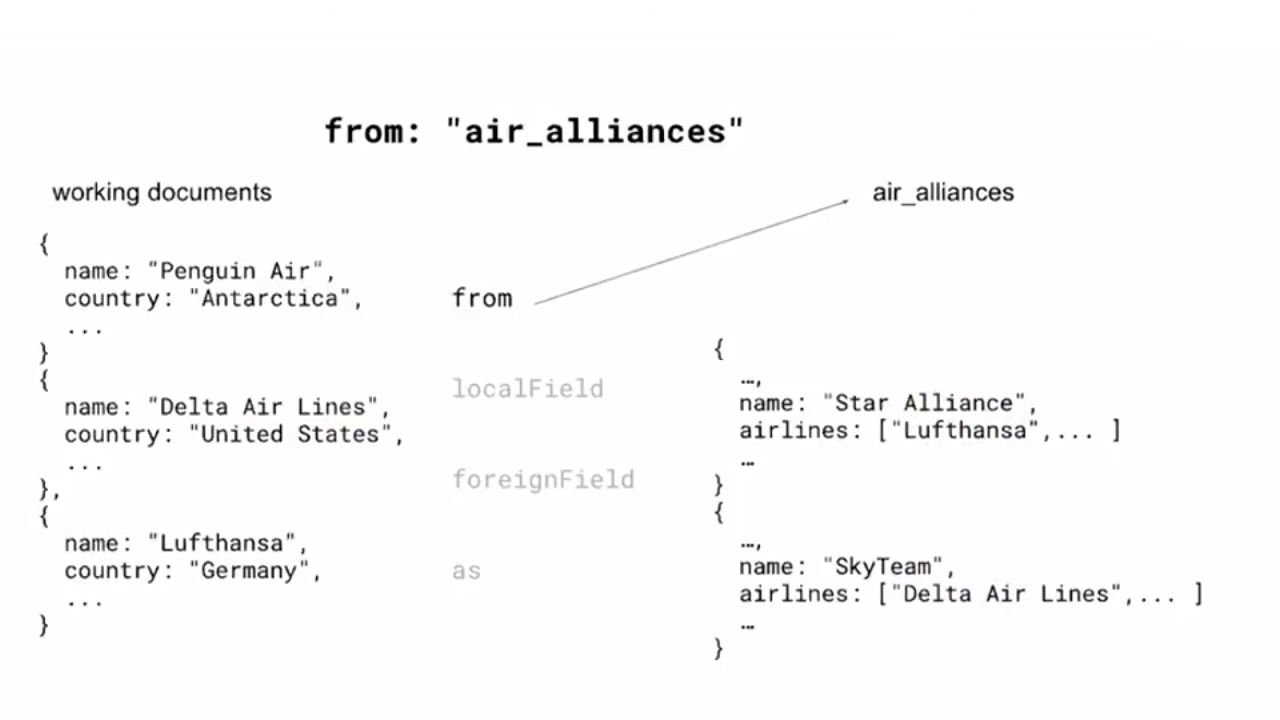 from: "air_alliances"
working documents
{
name: "Penguin Air",
country: "Antarctica",
...
}
{
name: "Delta Air Lines",
country: "United States",
...
},
{
name: "Lufthansa",
country: "Germany",
...
}
from
localField
foreignField
as
air_alliances
{
…,
name: "Star Alliance",
airlines: ["Lufthansa",... ]
…
}
{
…,
name: "SkyTeam",
airlines: ["Delta Air Lines",... ]
…
}